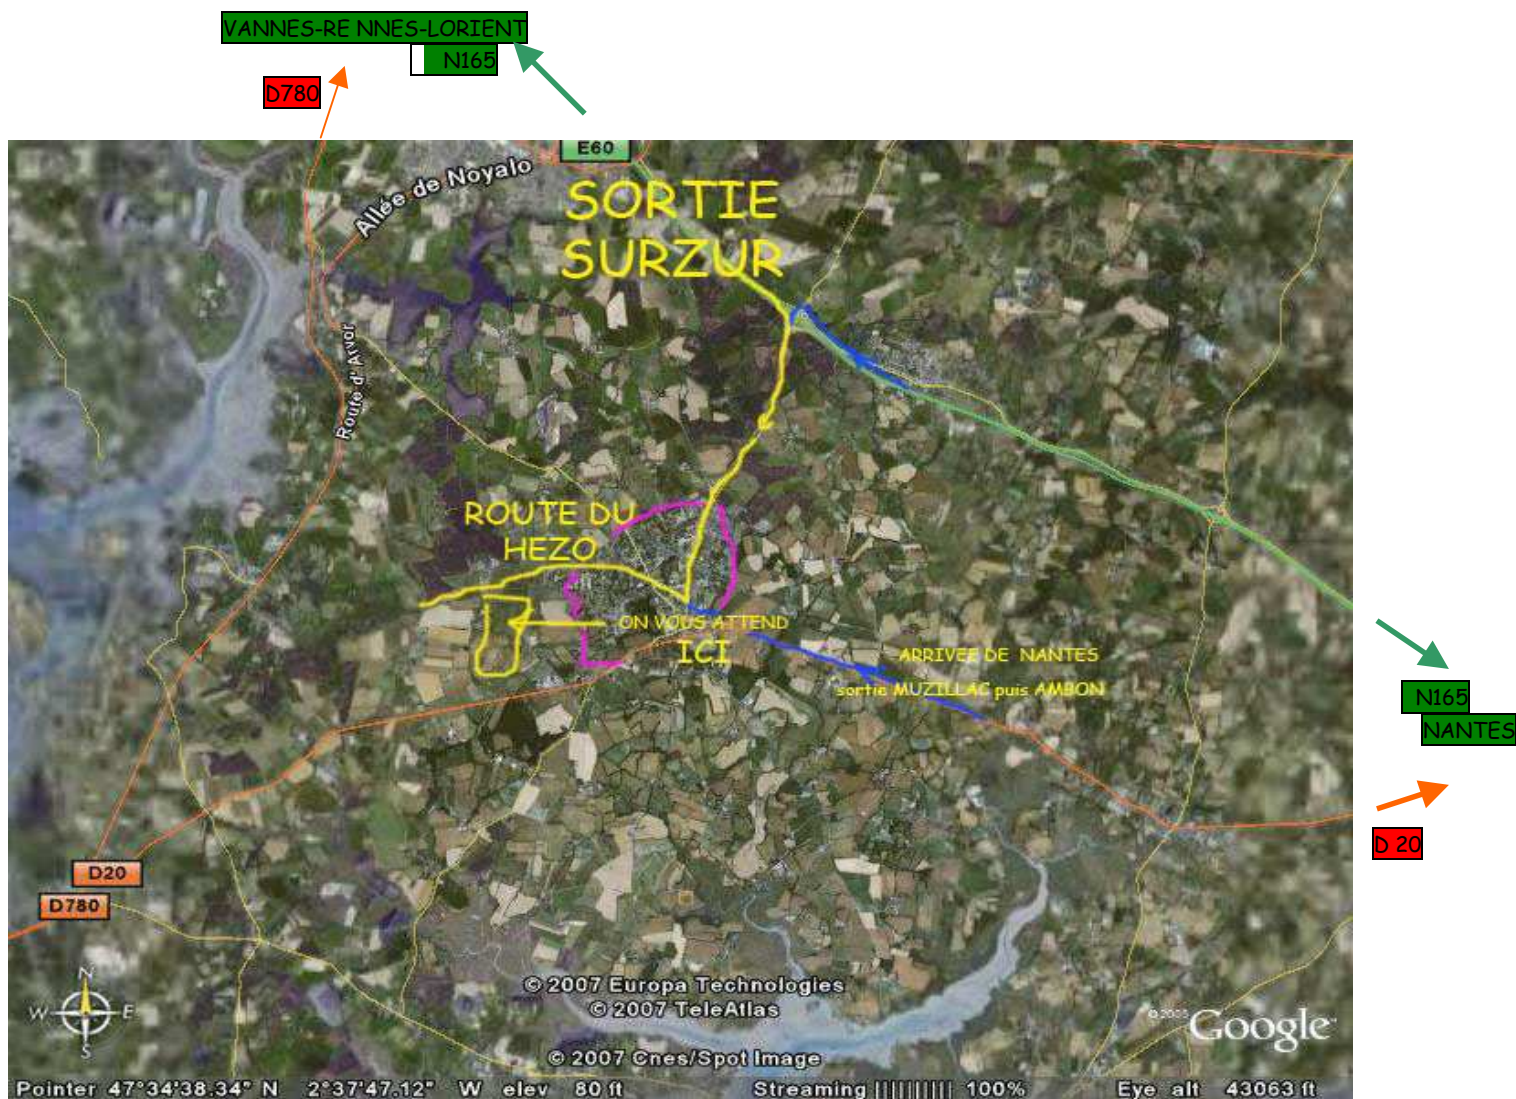 VANNES-RE NNES-LORIENT
N165
D780
E60
Allée de Noyalo
SORTIE
SURZUR
Route d'Arvor
ROUTE DU
HEZO
ON VOUS ATTEND
ICI
ARRIVEE DE NANTES
sortie MUZILLAC puis AMBON
N165
NANTES
D 20
D20
D780
N
W E
S
© 2007 Europa Technologies
© 2007 TeleAtlas
© 2005 Google™
© 2007 Cnes/Spot Image
Pointer 47°34'38.34" N 2°37'47.12" W elev 80 ft Streaming |||||||||| 100% Eye alt 43063 ft